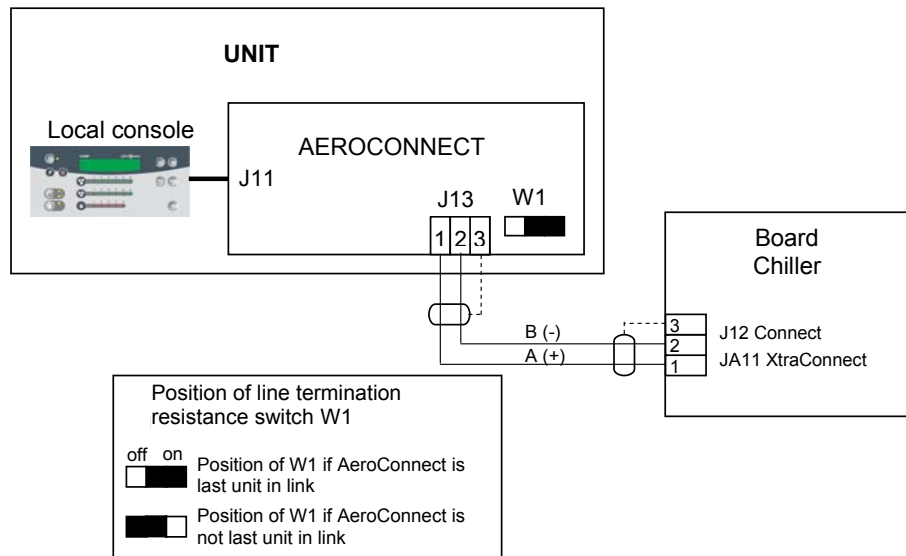 UNIT
Local console
AEROCONNECT
J11
J13
W1
1 2 3
Board
Chiller
B (-)
A (+)
3
2
1
J12 Connect
JA11 XtraConnect
Position of line termination
resistance switch W1
off on
Position of W1 if AeroConnect is
last unit in link
Position of W1 if AeroConnect is
not last unit in link